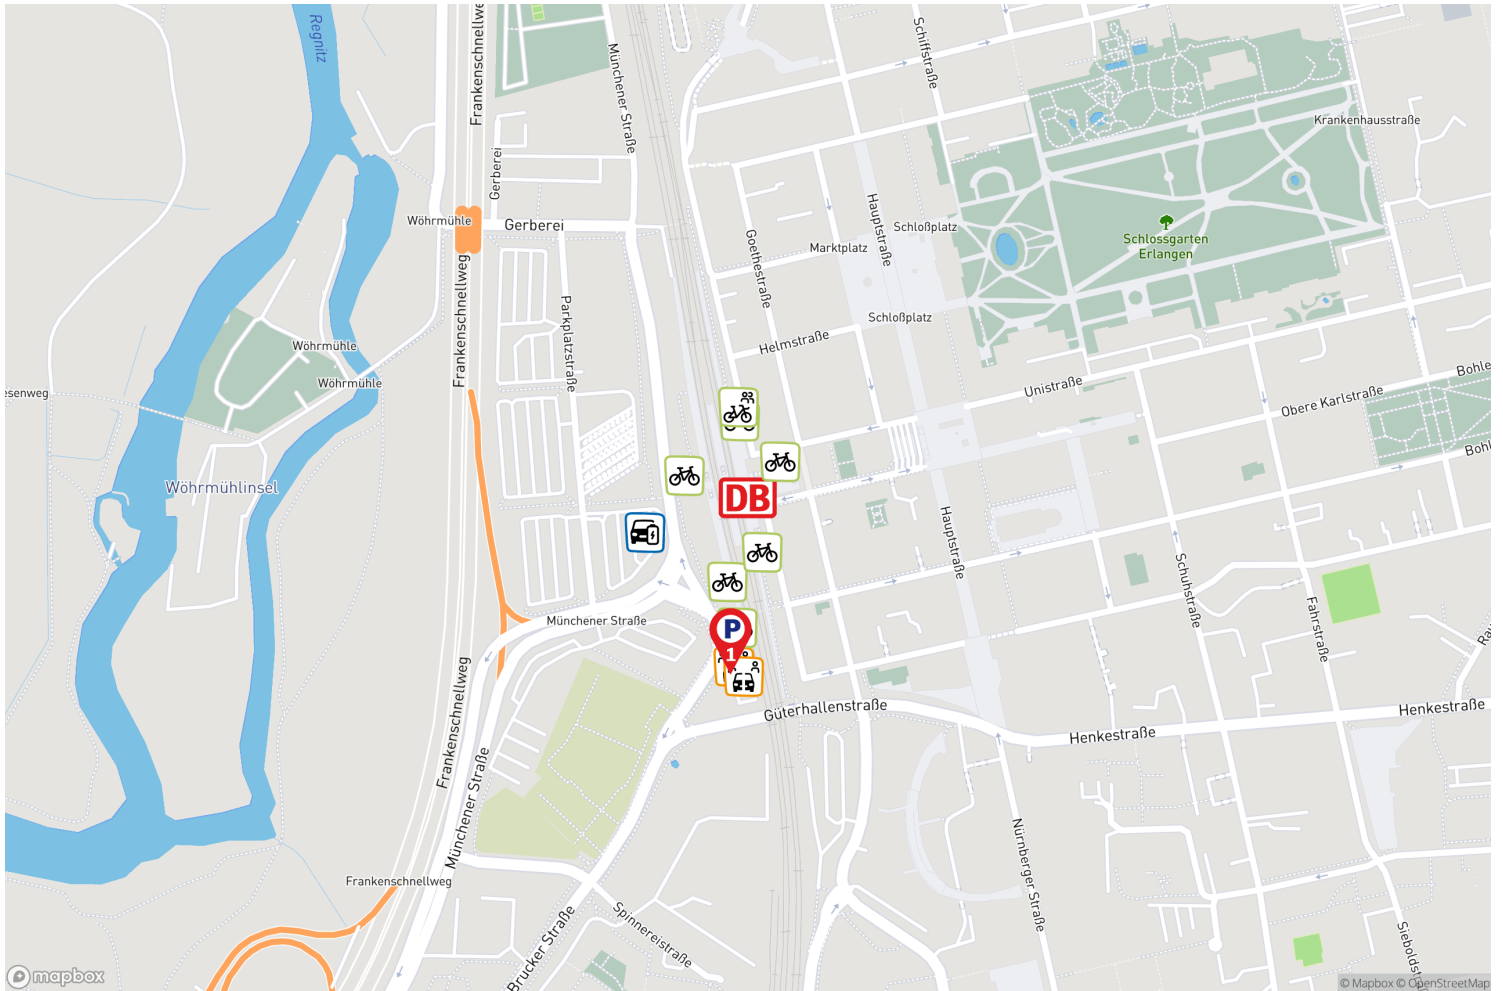 Regnitz
Frankenschnellweg
Münchener Straße
Schiffstraße
Krankenhausstraße
Gerberei
Wöhrmühle
Gerberei
Hauptstraße
Schloßplatz
Marktplatz
Goethestraße
Schlossgarten
Erlangen
Frankenschnellweg
Parkplatzstraße
Schloßplatz
Helmstraße
Wöhrmühle
Wöhrmühle
esenweg
Unistraße
Obere Karlstraße
Bohle
Bohl
Wöhrmühlinsel
DB
Hauptstraße
Schuhstraße
Fahrstraße
Münchener Straße
P
1
Frankenschnellweg
Güterhallenstraße
Henkestraße
Henkestraße
Münchener Straße
Nürnberger Straße
Frankenschnellweg
Spinnereistraße
Brucker Straße
Sieboldstr
mapbox
© Mapbox © OpenStreetMap